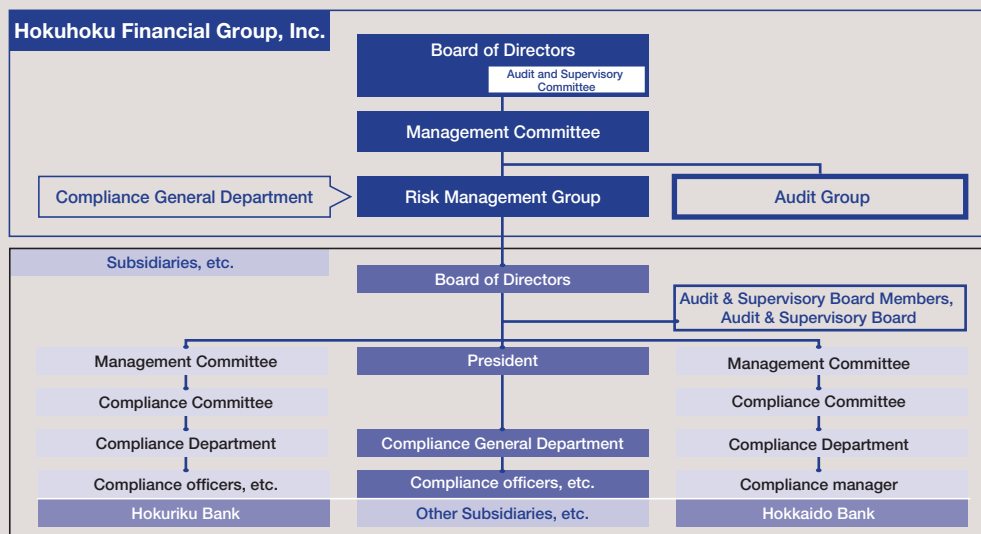 Hokuhoku Financial Group, Inc.
Board of Directors
Audit and Supervisory
Committee
Management Committee
Compliance General Department
Risk Management Group
Audit Group
Subsidiaries, etc.
Board of Directors
Audit & Supervisory Board Members,
Audit & Supervisory Board
Management Committee
President
Management Committee
Compliance Committee
Compliance Committee
Compliance Department
Compliance General Department
Compliance Department
Compliance officers, etc.
Compliance officers, etc.
Compliance manager
Hokuriku Bank
Other Subsidiaries, etc.
Hokkaido Bank